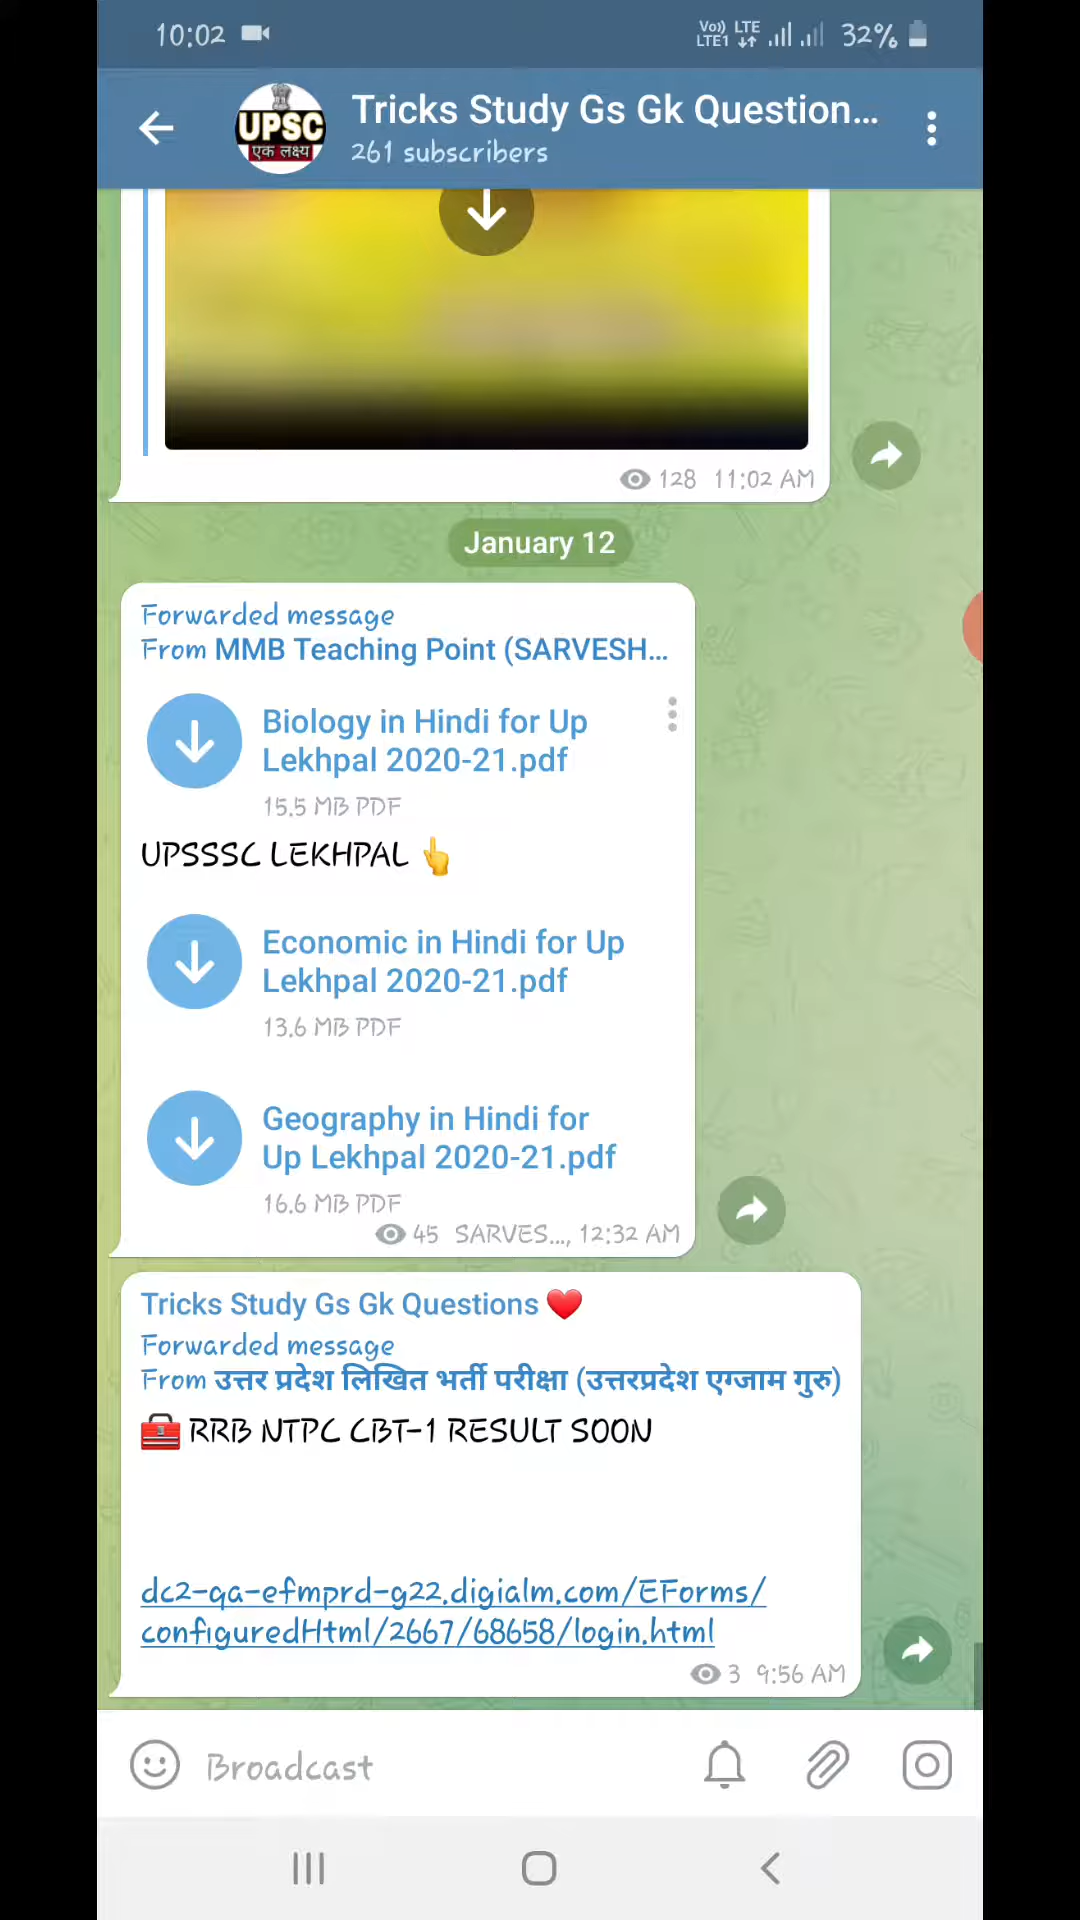 10:02
Vo)) LTE
LTE1
32%
UPSC
एक लक्ष्य
Tricks Study Gs Gk Question...
261 subscribers
128 11:02 AM
January 12
Forwarded message
From MMB Teaching Point (SARVESH...
Biology in Hindi for Up
Lekhpal 2020-21.pdf
15.5 MB PDF
UPSSSC LEKHPAL 👆
Economic in Hindi for Up
Lekhpal 2020-21.pdf
13.6 MB PDF
Geography in Hindi for
Up Lekhpal 2020-21.pdf
16.6 MB PDF
45 SARVES..., 12:32 AM
Tricks Study Gs Gk Questions ❤️
Forwarded message
From उत्तर प्रदेश लिखित भर्ती परीक्षा (उत्तरप्रदेश एग्जाम गुरु)
🧰 RRB NTPC CBT-1 RESULT SOON
dc2-qa-efmprd-g22.digialm.com/EForms/
configuredHtml/2667/68658/login.html
3 9:56 AM
Broadcast